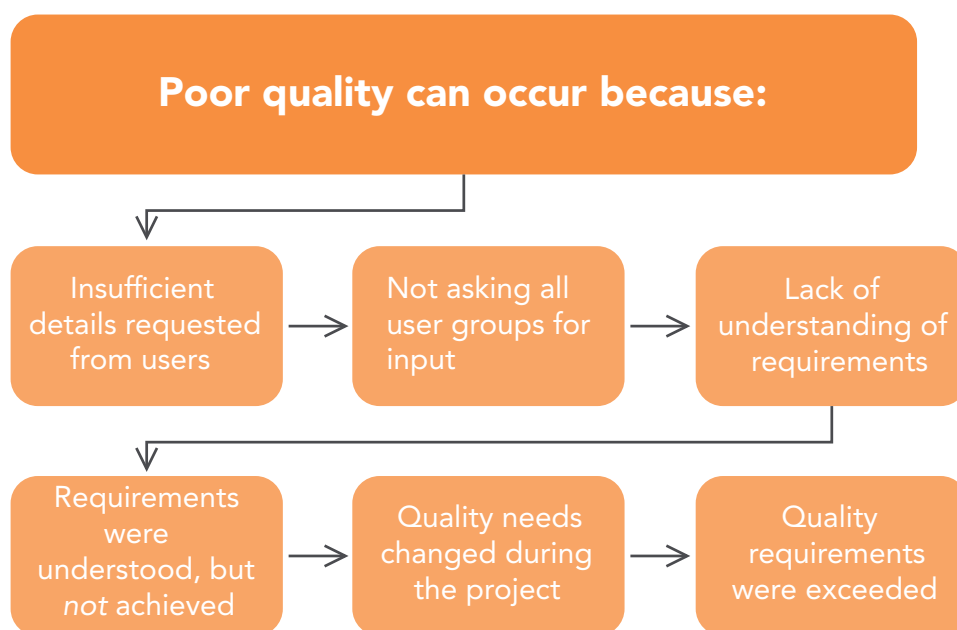 Poor quality can occur because:
Insufficient
details requested
from users
Not asking all
user groups for
input
Lack of
understanding of
requirements
Requirements
were
understood, but
not achieved
Quality needs
changed during
the project
Quality
requirements
were exceeded